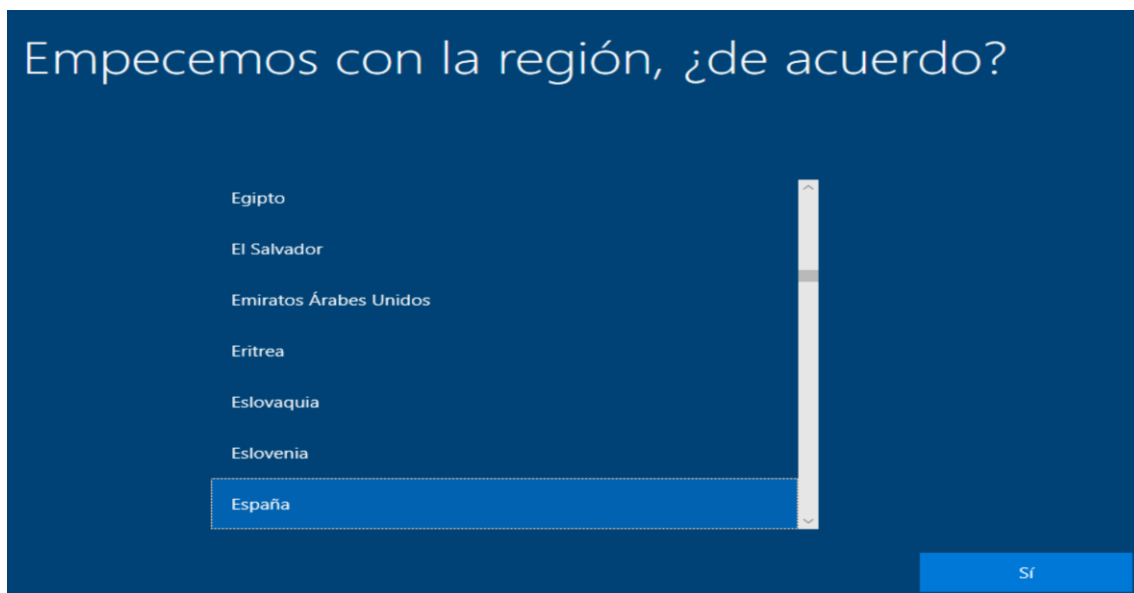 Empecemos con la región, ¿de acuerdo?
Egipto
El Salvador
Emiratos Árabes Unidos
Eritrea
Eslovaquia
Eslovenia
España
Sí